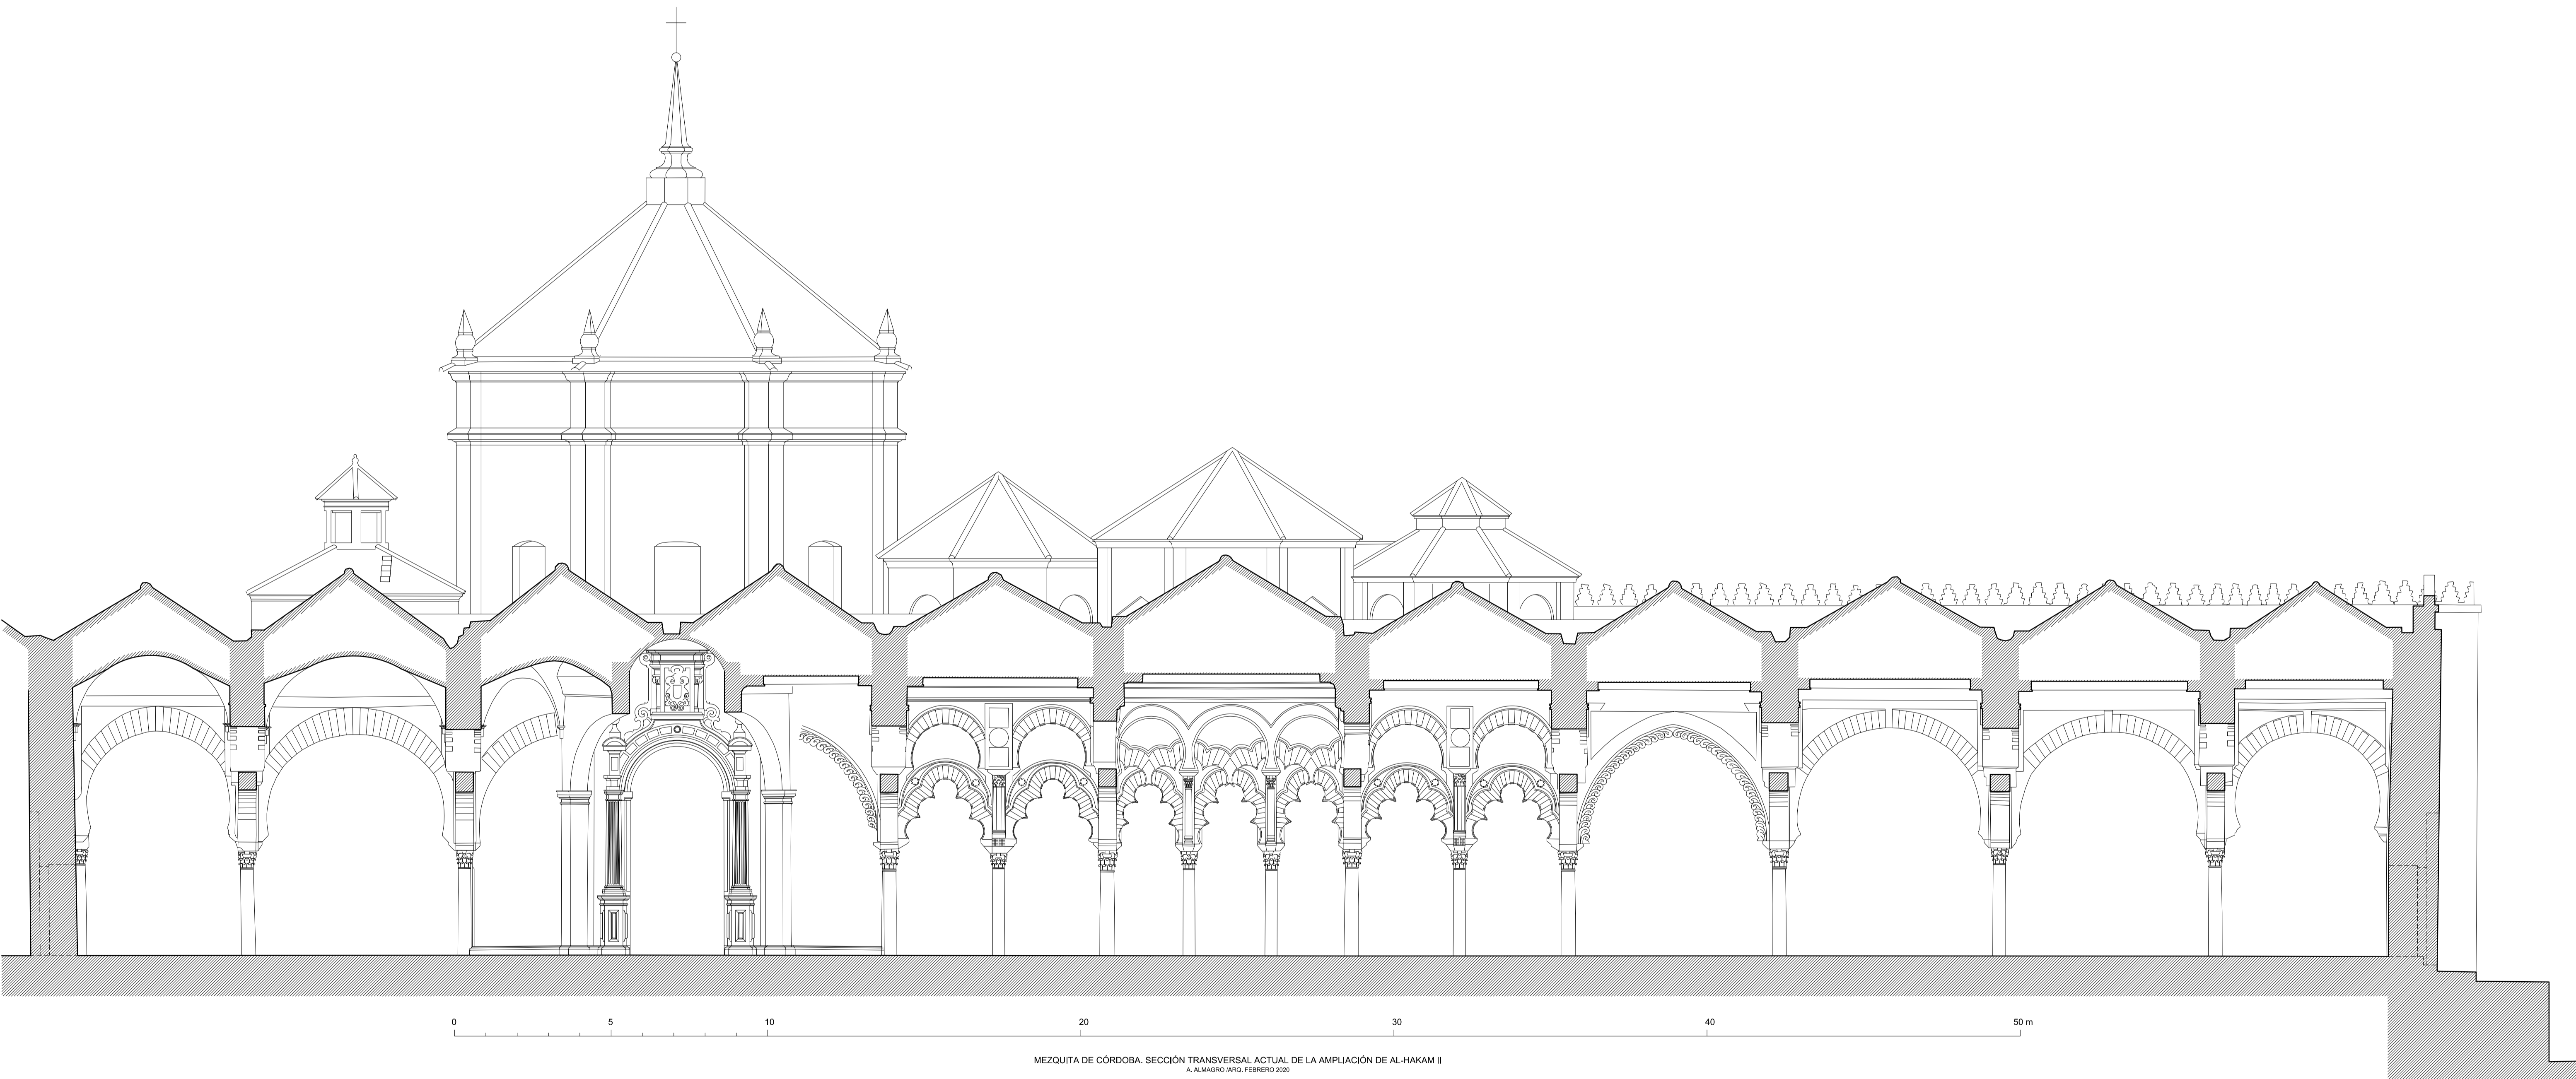 0 5 10 20 30 40 50 m
MEZQUITA DE CÓRDOBA. SECCIÓN TRANSVERSAL ACTUAL DE LA AMPLIACIÓN DE AL-HAKAM II
A. ALMAGRO /ARQ. FEBRERO 2020